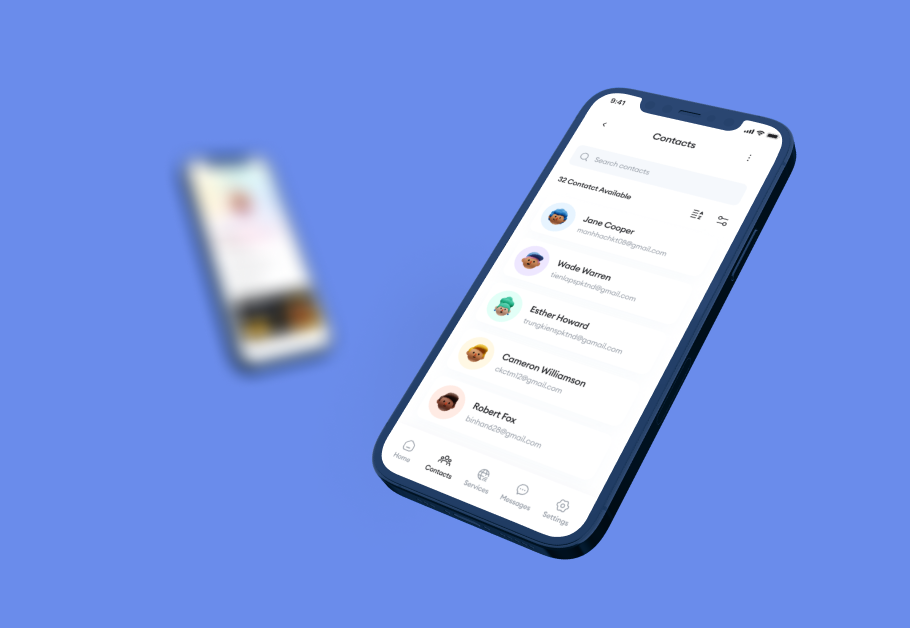 9:41
Contacts
Search contacts
32 Contatct Available
Jane Cooper
manhhachkt08@gmail.com
Wade Warren
tienlapspktnd@gmail.com
Esther Howard
trungkienspktnd@gamail.com
Cameron Williamson
ckctm12@gmail.com
Robert Fox
binhand28@gmail.com
Home
Contacts
Services
Messages
Settings